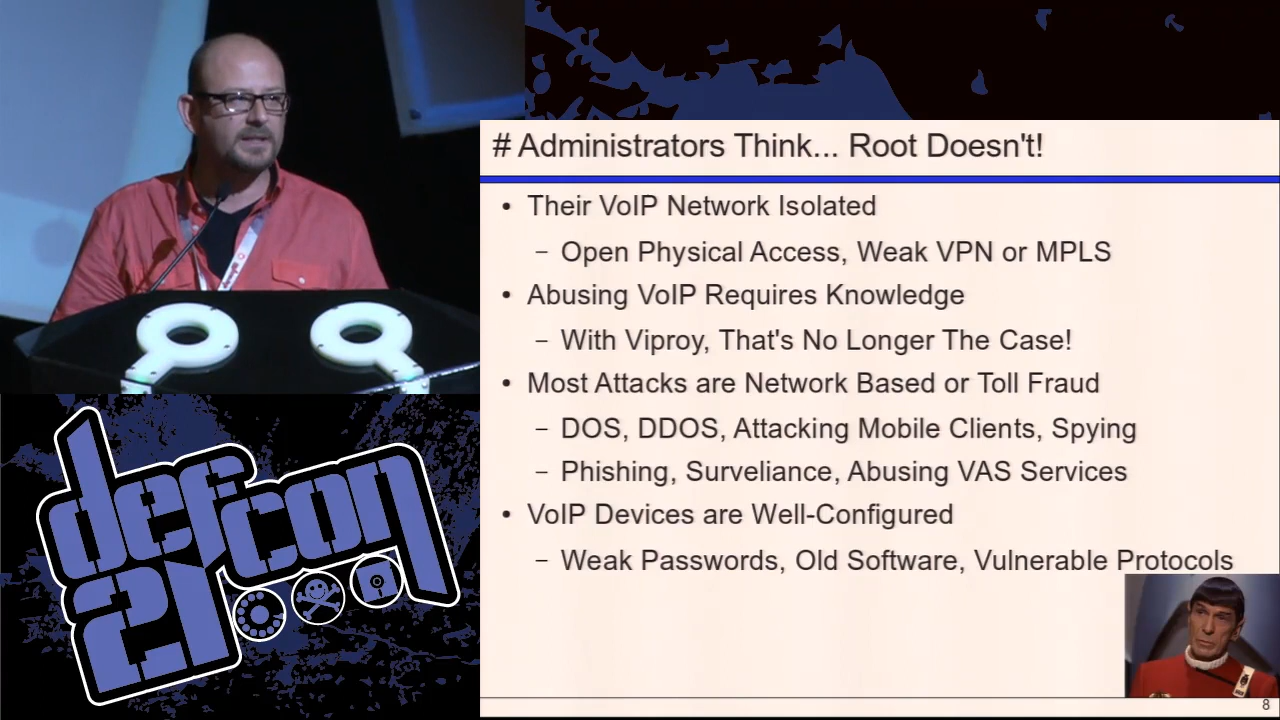 # Administrators Think... Root Doesn't!
• Their VoIP Network Isolated
– Open Physical Access, Weak VPN or MPLS
• Abusing VoIP Requires Knowledge
– With Viproy, That's No Longer The Case!
• Most Attacks are Network Based or Toll Fraud
– DOS, DDOS, Attacking Mobile Clients, Spying
– Phishing, Surveliance, Abusing VAS Services
• VoIP Devices are Well-Configured
– Weak Passwords, Old Software, Vulnerable Protocols
8
defcon
21